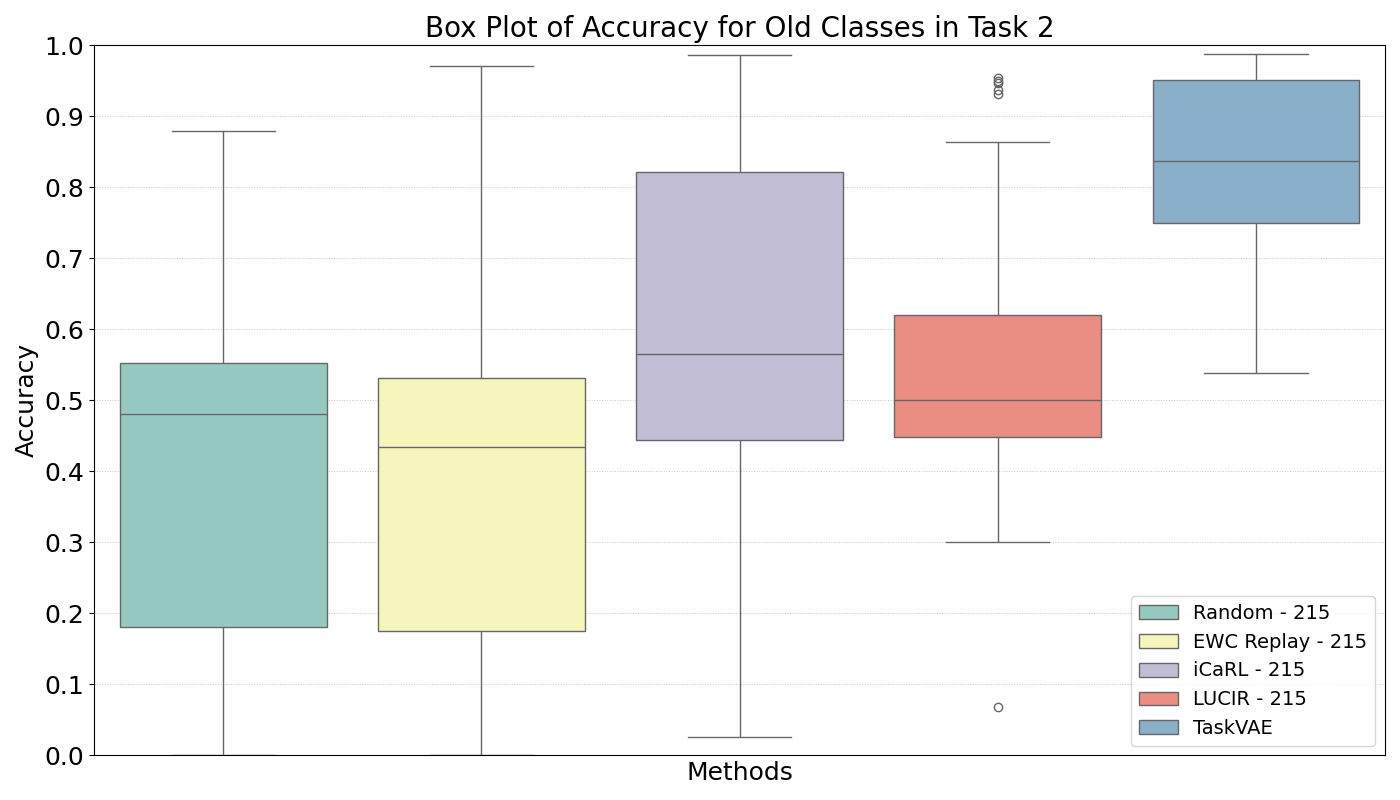 Box Plot of Accuracy for Old Classes in Task 2
1.0
0.9
0.8
0.7
0.6
0.5
0.4
0.3
0.2
0.1
0.0
Accuracy
Methods
Random - 215
EWC Replay - 215
iCaRL - 215
LUCIR - 215
TaskVAE